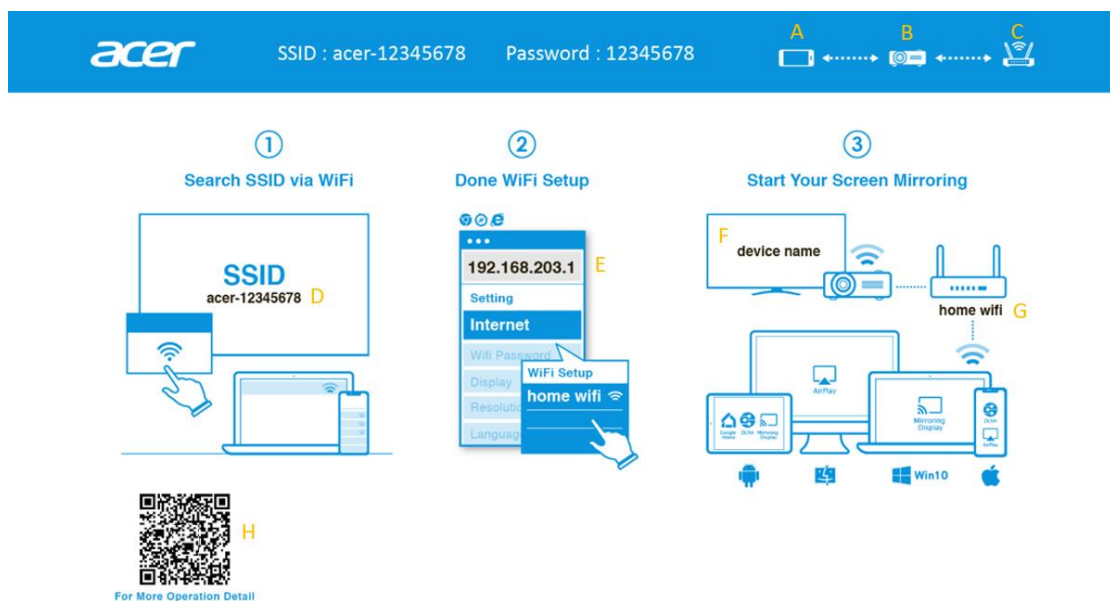 acer
SSID : acer-12345678 Password : 12345678
A B C
1 2 3
Search SSID via WiFi
Done WiFi Setup
Start Your Screen Mirroring
SSID
acer-12345678 D
192.168.203.1 E
Setting
Internet
Wifi Password
Display
Resolutio
Languag
WiFi Setup
home wifi
F
device name
home wifi G
AirPlay
Google Home
DLNA
Mirroring Display
Mirroring Display
DLNA
AirPlay
Win10
H
For More Operation Detail